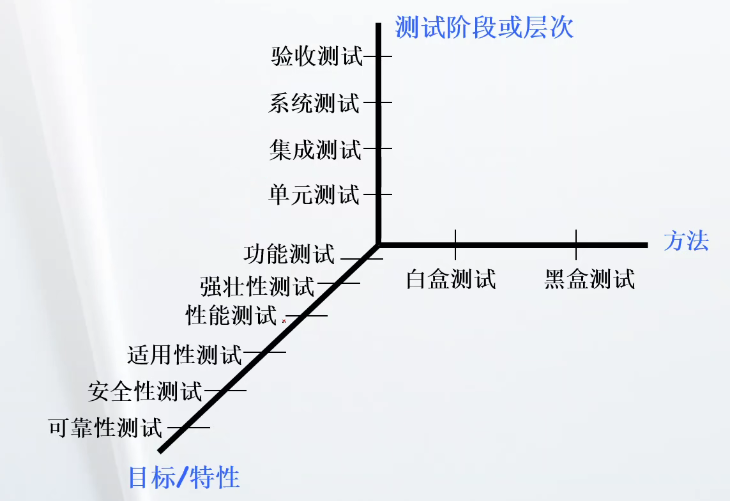 测试阶段或层次
验收测试
系统测试
集成测试
单元测试
方法
功能测试
白盒测试 黑盒测试
强壮性测试
性能测试
适用性测试
安全性测试
可靠性测试
目标/特性